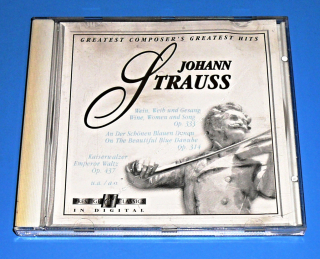 GREATEST COMPOSER'S GREATEST HITS
JOHANN
STRAUSS
Wein, Weib und Gesang
Wine, Women and Song
Op. 333
An Der Schönen Blauen Donau
On The Beautiful Blue Danube
Op. 314
Kaiserwalzer
Emperor Waltz
Op. 437
IN DIGITAL